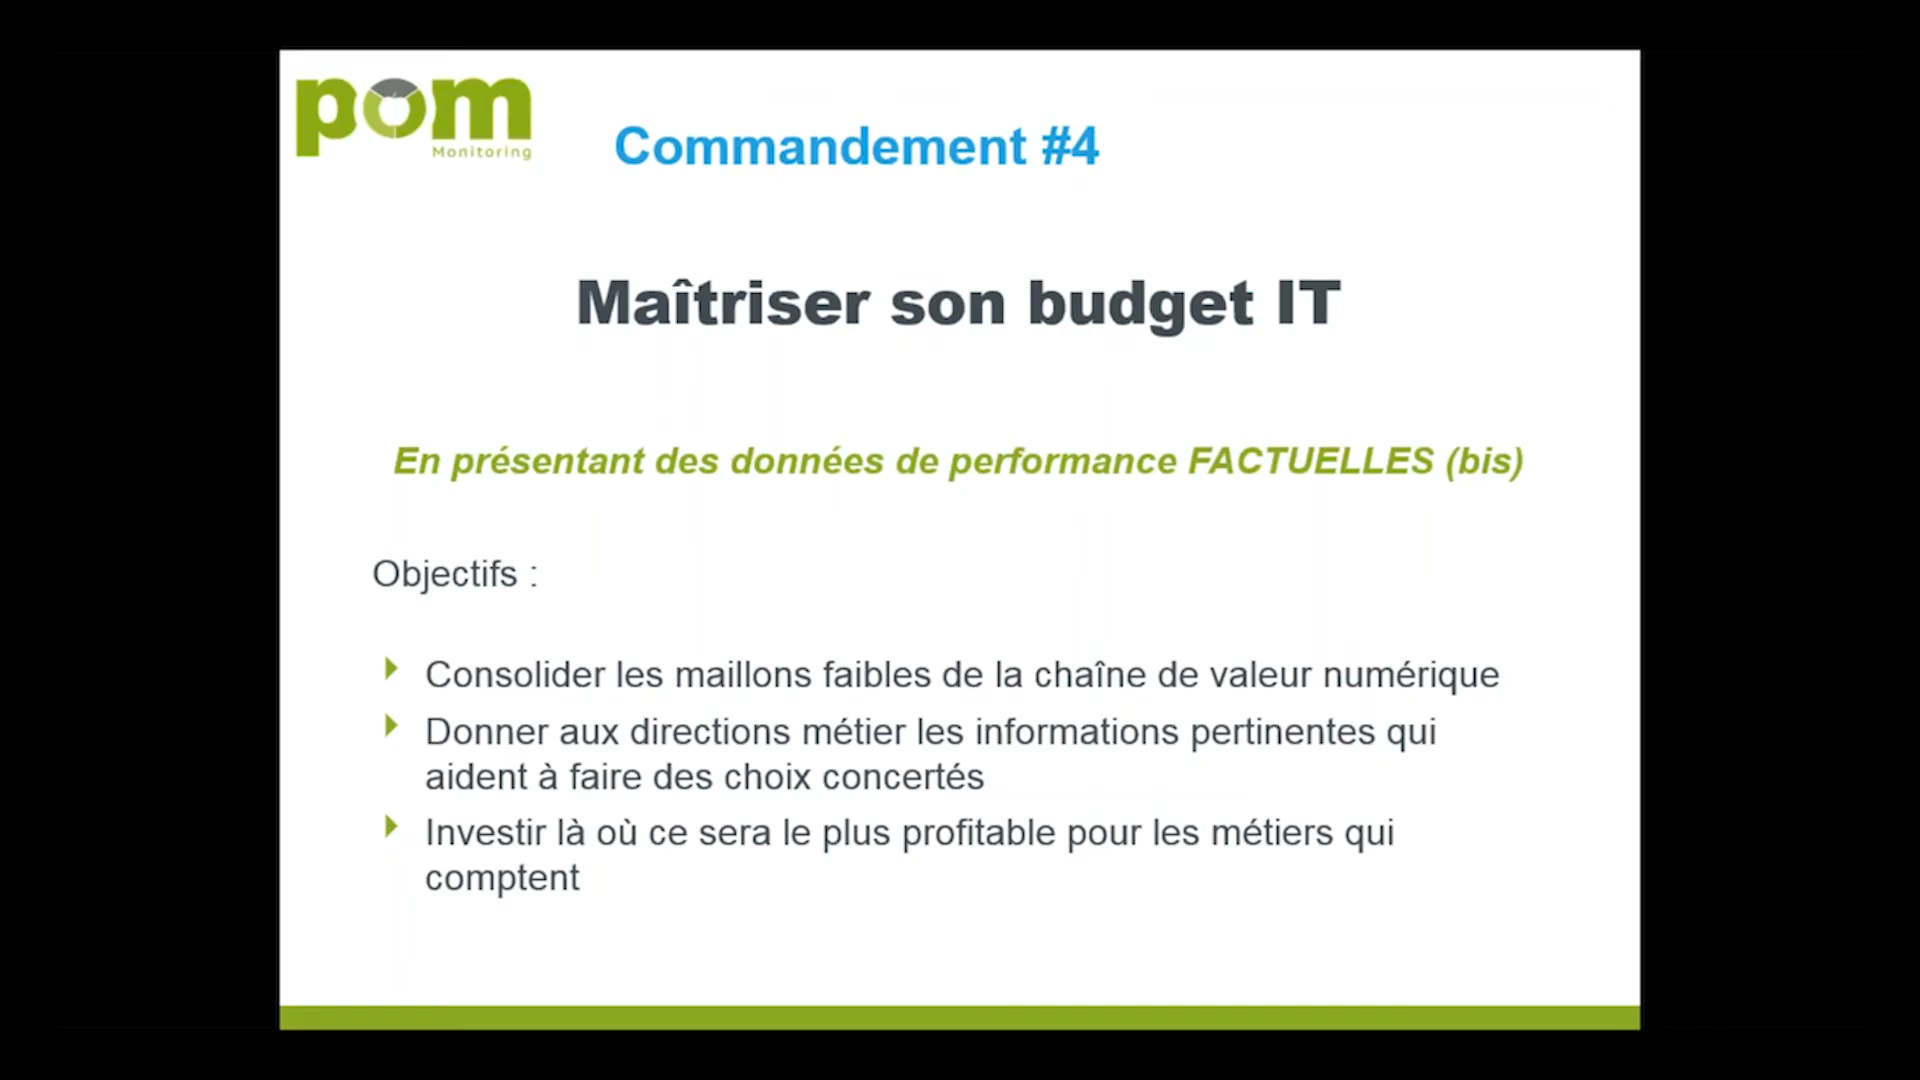 pom
Monitoring
Commandement #4
Maîtriser son budget IT
En présentant des données de performance FACTUELLES (bis)
Objectifs :
Consolider les maillons faibles de la chaîne de valeur numérique
Donner aux directions métier les informations pertinentes qui
aident à faire des choix concertés
Investir là où ce sera le plus profitable pour les métiers qui
comptent